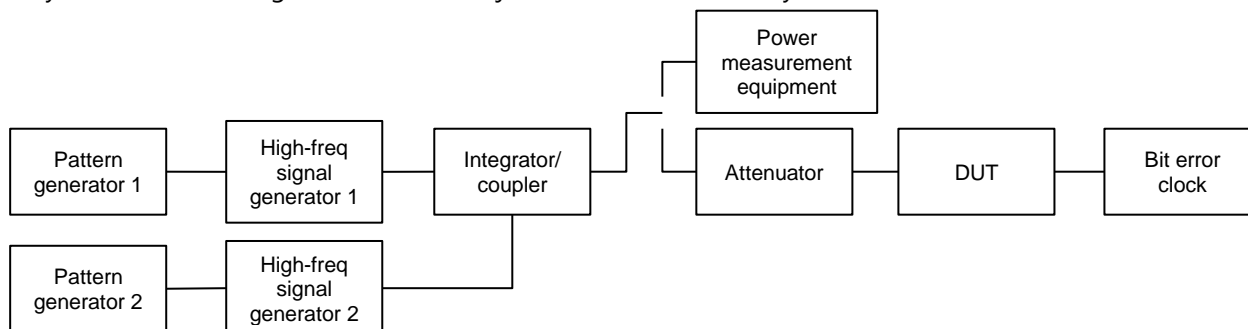 Power
measurement
equipment
Pattern
generator 1
High-freq
signal
generator 1
Integrator/
coupler
Attenuator
DUT
Bit error
clock
Pattern
generator 2
High-freq
signal
generator 2